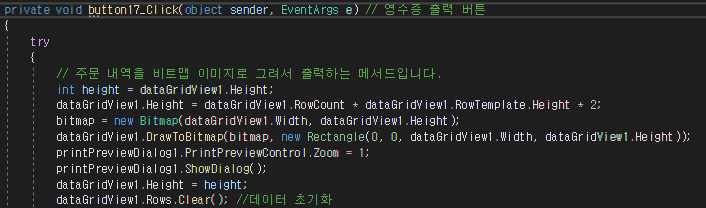 private void button17_Click(object sender, EventArgs e) // 영수증 출력 버튼
{
try
{
// 주문 내역을 비트맵 이미지로 그려서 출력하는 메서드입니다.
int height = dataGridView1.Height;
dataGridView1.Height = dataGridView1.RowCount * dataGridView1.RowTemplate.Height * 2;
bitmap = new Bitmap(dataGridView1.Width, dataGridView1.Height);
dataGridView1.DrawToBitmap(bitmap, new Rectangle(0, 0, dataGridView1.Width, dataGridView1.Height));
printPreviewDialog1.PrintPreviewControl.Zoom = 1;
printPreviewDialog1.ShowDialog();
dataGridView1.Height = height;
dataGridView1.Rows.Clear(); //데이터 초기화